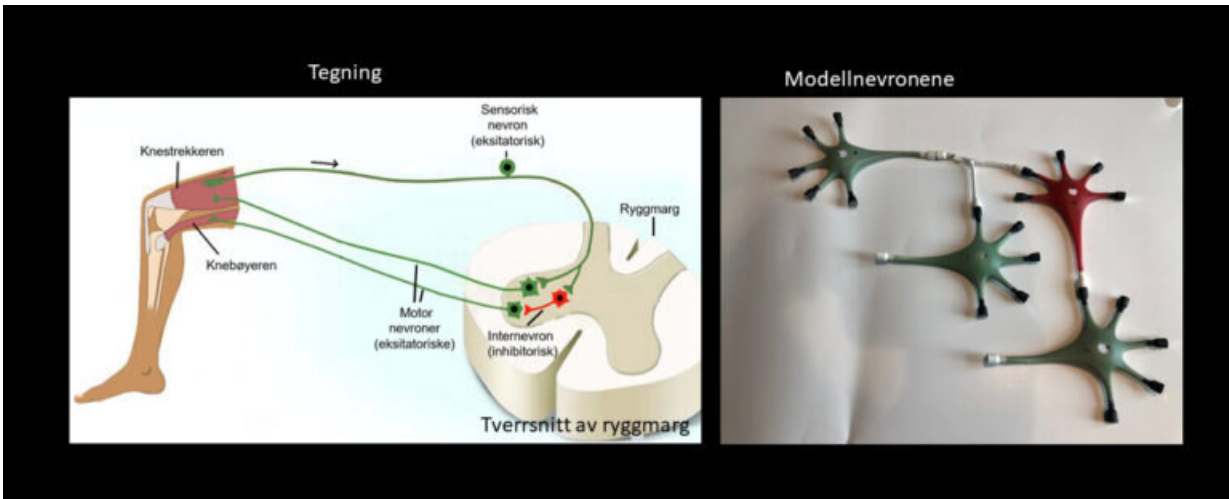 Tegning
Modellnevronene
Sensorisk
nevron
(eksitatorisk)
Knestrekkeren
Ryggmarg
Knebøyeren
Motor
nevroner
(eksitatoriske)
Internevron
(inhibitorisk)
Tverrsnitt av ryggmarg